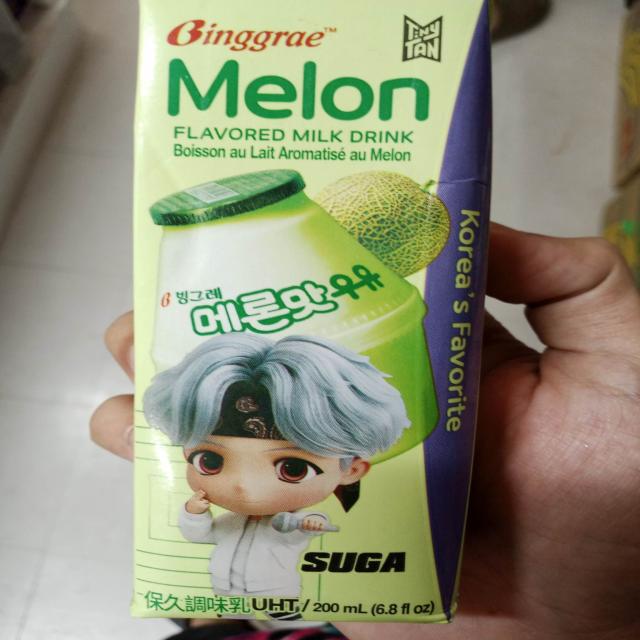 Binggrae™
TinyTAN
Melon
FLAVORED MILK DRINK
Boisson au Lait Aromatisé au Melon
Korea's Favorite
B 빙그레
메론맛우유
SUGA
保久調味乳 UHT/200 mL (6.8 fl oz)